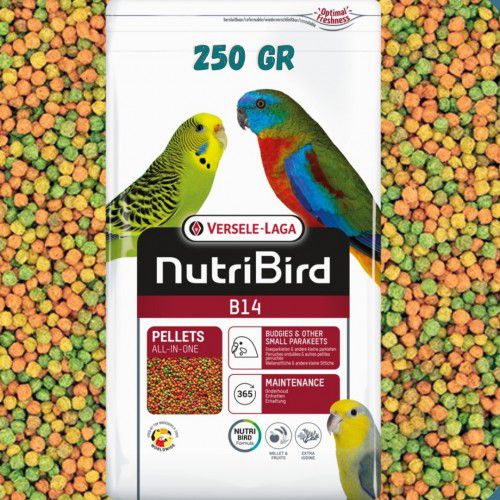 Optimal
Freshness
250 GR
VERSELE-LAGA
NutriBird
B14
PELLETS
ALL-IN-ONE
BUDGIES & OTHER
SMALL PARAKEETS
Grasparkieten & andere kleine parkieten
Perruches ondulées & autres petites
perruches
Wellensittiche & andere kleine Sittiche
365
MAINTENANCE
Onderhoud
Entretien
Erhaltung
WORLDWIDE
NUTRI
BIRD
Formula
MILLET &
FRUITS
EXTRA
IODINE